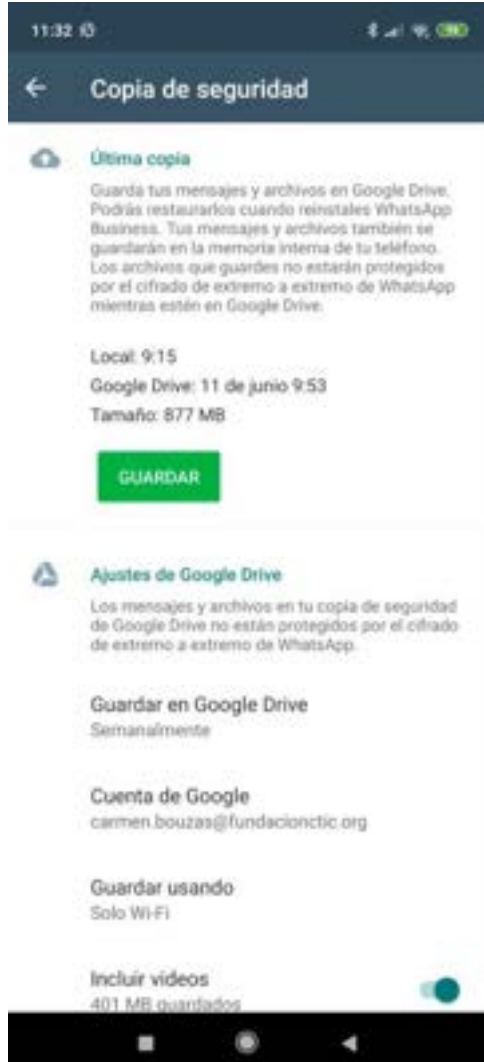 11:32
Copia de seguridad
Última copia
Guarda tus mensajes y archivos en Google Drive.
Podrás restaurarlos cuando reinstales WhatsApp
Business. Tus mensajes y archivos también se
guardarán en la memoria interna de tu teléfono.
Los archivos que guardes no estarán protegidos
por el cifrado de extremo a extremo de WhatsApp
mientras estén en Google Drive.
Local: 9:15
Google Drive: 11 de junio 9:53
Tamaño: 877 MB
GUARDAR
Ajustes de Google Drive
Los mensajes y archivos en tu copia de seguridad
de Google Drive no están protegidos por el cifrado
de extremo a extremo de WhatsApp.
Guardar en Google Drive
Semanalmente
Cuenta de Google
carmen.bouzas@fundacionctic.org
Guardar usando
Solo Wi-Fi
Incluir videos
401 MB guardados